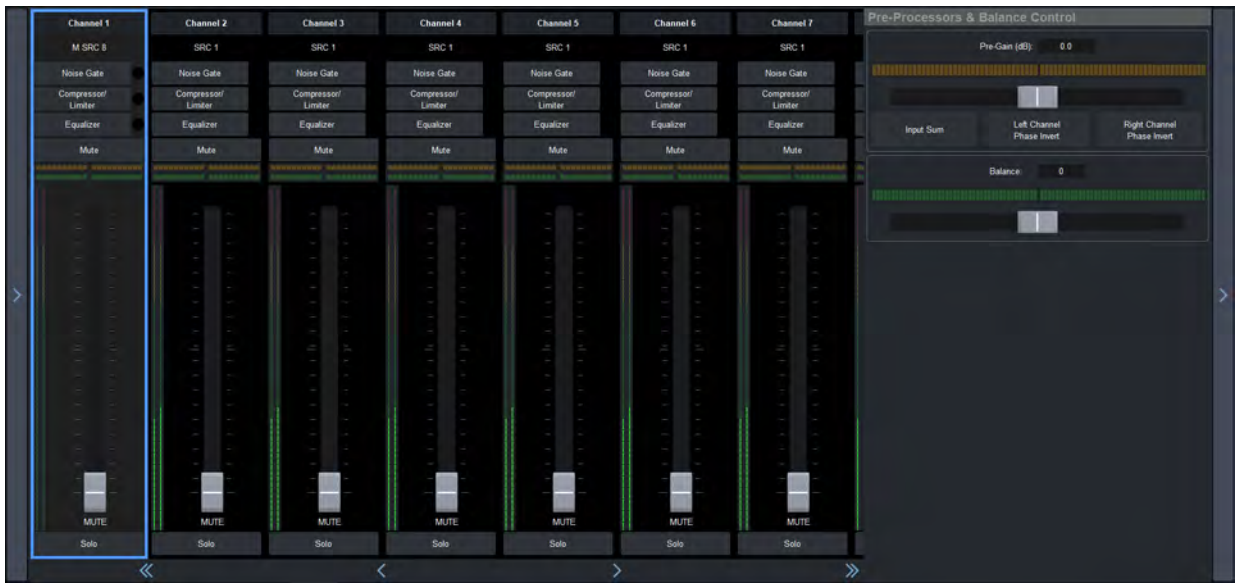 Channel 1 Channel 2 Channel 3 Channel 4 Channel 5 Channel 6 Channel 7 Pre-Processors & Balance Control
M SRC 8 SRC 1 SRC 1 SRC 1 SRC 1 SRC 1 SRC 1 Pre-Gain (dB): 0.0
Noise Gate Noise Gate Noise Gate Noise Gate Noise Gate Noise Gate Noise Gate
Compressor/ Compressor/ Compressor/ Compressor/ Compressor/ Compressor/ Compressor/
Limiter Limiter Limiter Limiter Limiter Limiter Limiter
Equalizer Equalizer Equalizer Equalizer Equalizer Equalizer Equalizer
Mute Mute Mute Mute Mute Mute Mute
Input Sum Left Channel Right Channel
Phase Invert Phase Invert
Balance: 0
MUTE MUTE MUTE MUTE MUTE MUTE MUTE
Solo Solo Solo Solo Solo Solo Solo